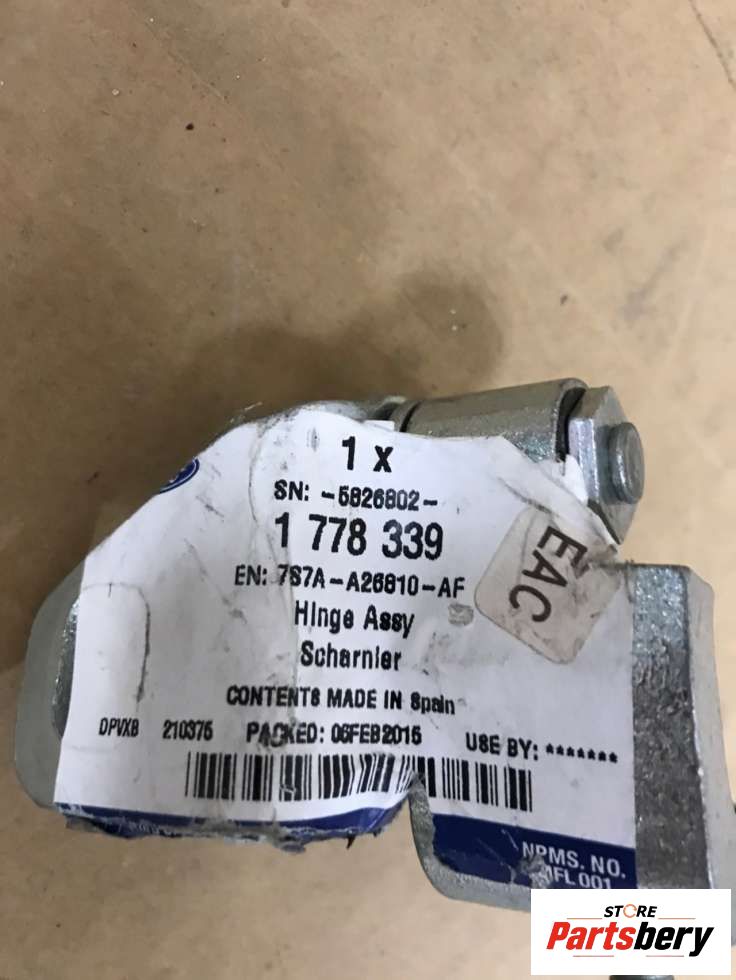 1 x
SN: -5826802-
1 778 339
EN: 7S7A-A26810-AF
Hinge Assy
Scharnier
CONTENTS MADE IN Spain
DPVXB 210375 PACKED: 06FEB2015 USE BY: *******
EAC
NPMS. NO.
MFL001
STORE
Partsbery